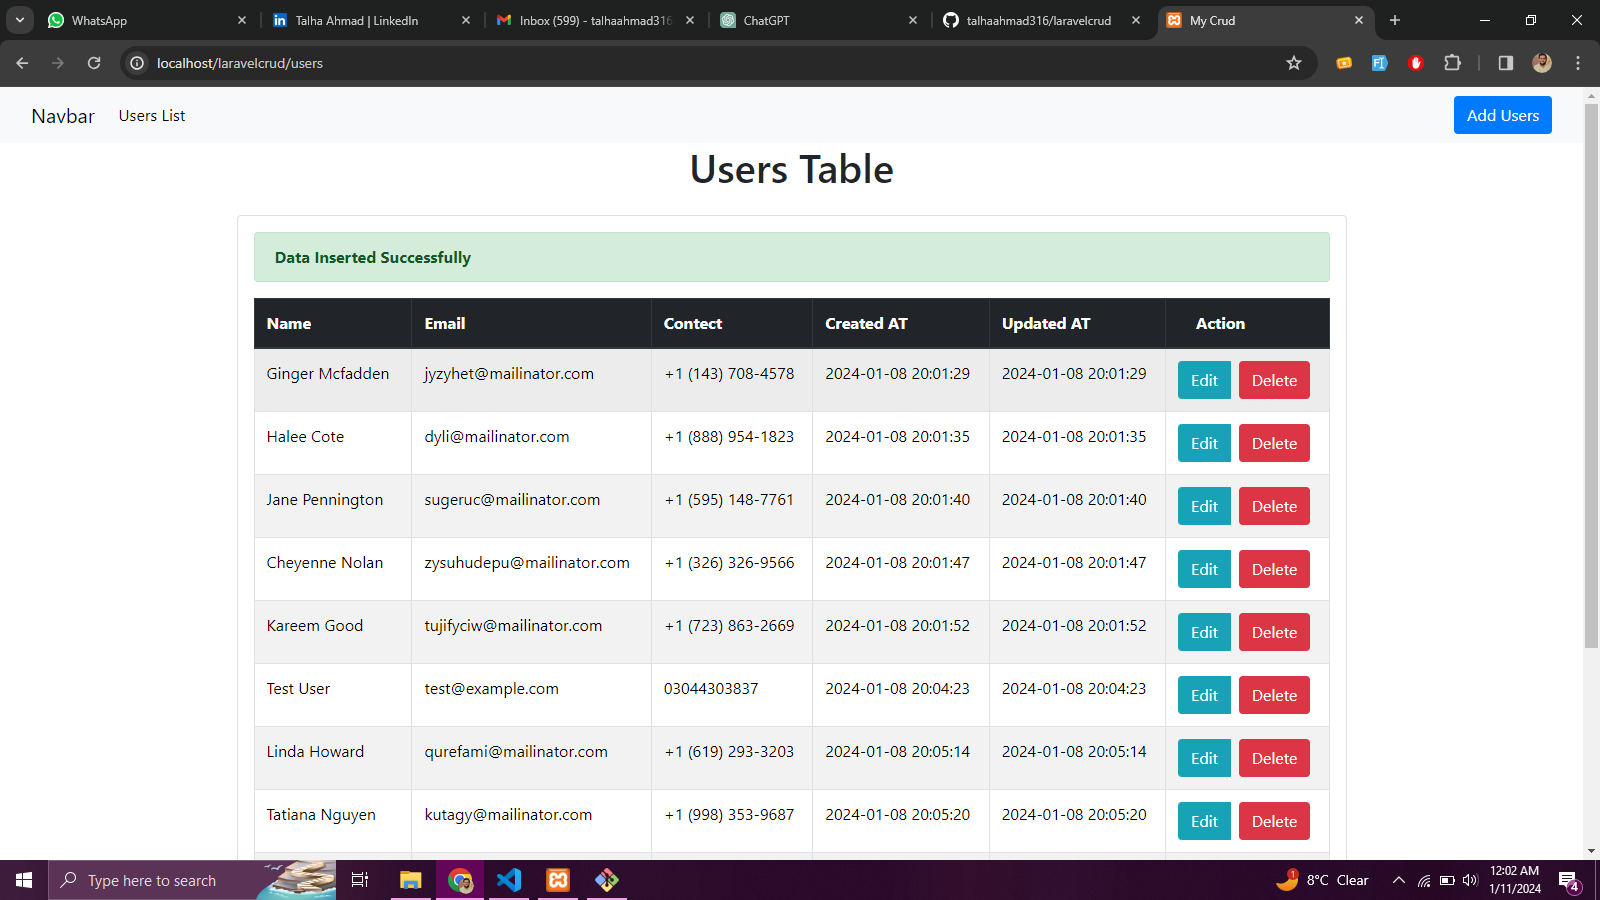 WhatsApp
Talha Ahmad | LinkedIn
Inbox (599) - talhaahmad316
ChatGPT
talhaahmad316/laravelcrud
My Crud
localhost/laravelcrud/users
Navbar Users List Add Users
Users Table
Data Inserted Successfully
Name Email Contect Created AT Updated AT Action
Ginger Mcfadden jyzyhet@mailinator.com +1 (143) 708-4578 2024-01-08 20:01:29 2024-01-08 20:01:29 Edit Delete
Halee Cote dyli@mailinator.com +1 (888) 954-1823 2024-01-08 20:01:35 2024-01-08 20:01:35 Edit Delete
Jane Pennington sugeruc@mailinator.com +1 (595) 148-7761 2024-01-08 20:01:40 2024-01-08 20:01:40 Edit Delete
Cheyenne Nolan zysuhudepu@mailinator.com +1 (326) 326-9566 2024-01-08 20:01:47 2024-01-08 20:01:47 Edit Delete
Kareem Good tujifyciw@mailinator.com +1 (723) 863-2669 2024-01-08 20:01:52 2024-01-08 20:01:52 Edit Delete
Test User test@example.com 03044303837 2024-01-08 20:04:23 2024-01-08 20:04:23 Edit Delete
Linda Howard qurefami@mailinator.com +1 (619) 293-3203 2024-01-08 20:05:14 2024-01-08 20:05:14 Edit Delete
Tatiana Nguyen kutagy@mailinator.com +1 (998) 353-9687 2024-01-08 20:05:20 2024-01-08 20:05:20 Edit Delete
Type here to search
1
8°C Clear
12:02 AM
1/11/2024
4